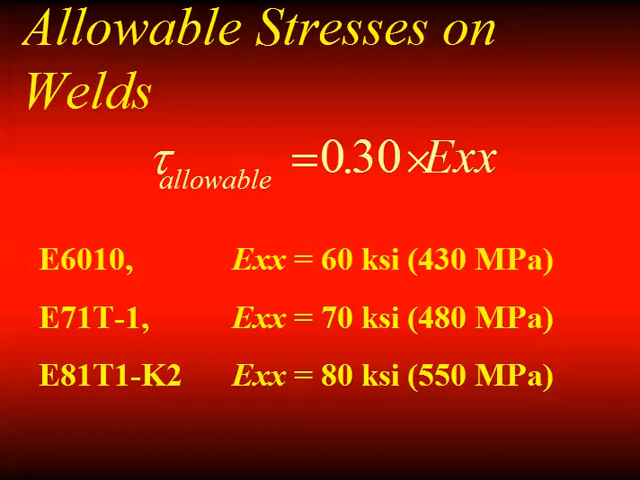 Allowable Stresses on
Welds
τallowable =0.30×Exx
E6010, Exx = 60 ksi (430 MPa)
E71T-1, Exx = 70 ksi (480 MPa)
E81T1-K2 Exx = 80 ksi (550 MPa)